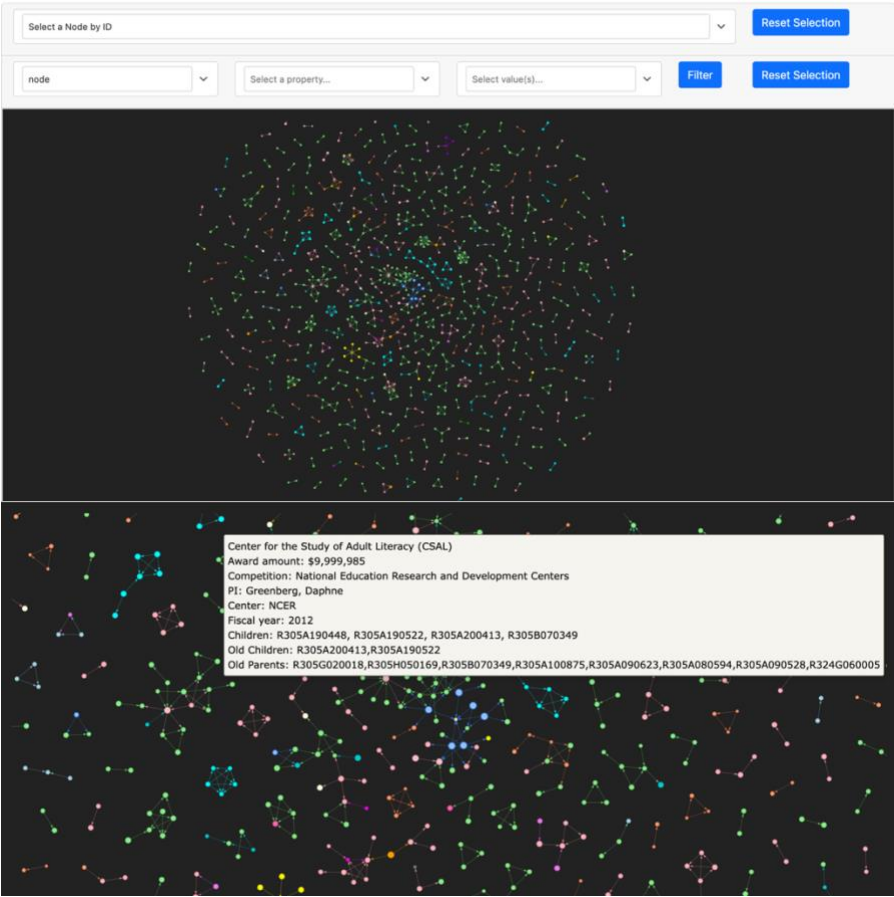 Select a Node by ID
Reset Selection
node
Select a property...
Select value(s)...
Filter
Reset Selection
Center for the Study of Adult Literacy (CSAL)
Award amount: $9,999,985
Competition: National Education Research and Development Centers
PI: Greenberg, Daphne
Center: NCER
Fiscal year: 2012
Children: R305A190448, R305A190522, R305A200413, R305B070349
Old Children: R305A200413,R305A190522
Old Parents: R305G020018,R305H050169,R305B070349,R305A100875,R305A090623,R305A080594,R305A090528,R324G060005